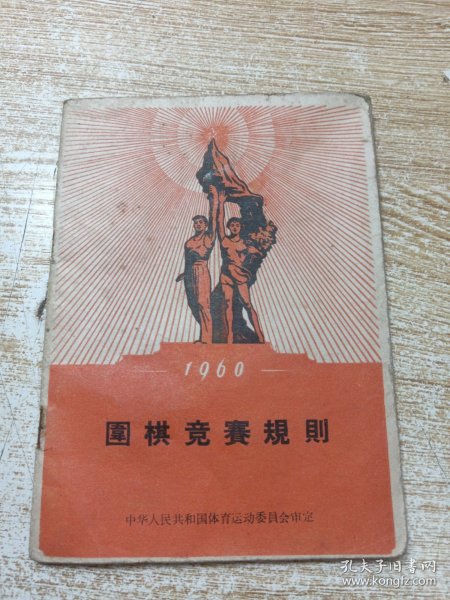 — 1960 —
圍棋竞賽規則
中华人民共和国体育运动委員会审定
孔夫子旧书网
www.kongfz.com